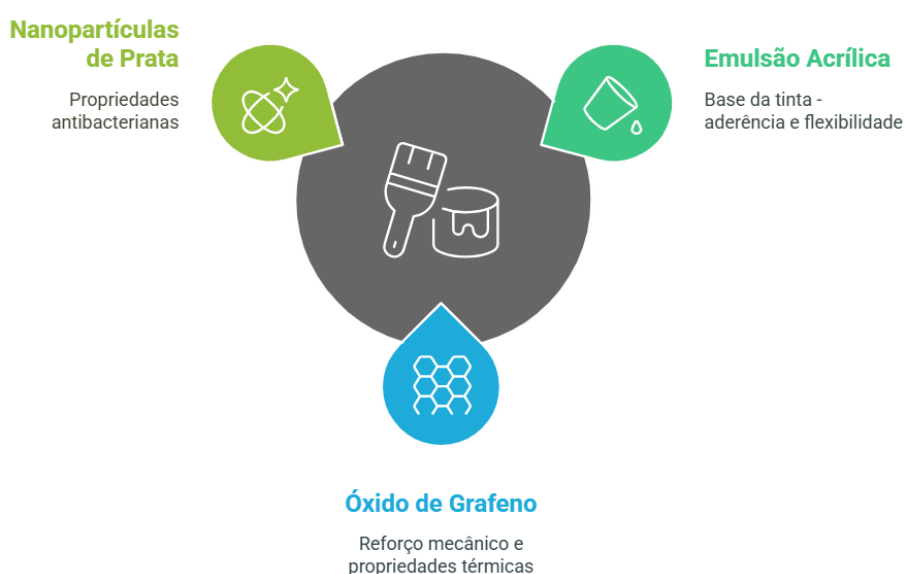 Nanopartículas
de Prata
Propriedades
antibacterianas
Emulsão Acrílica
Base da tinta -
aderência e flexibilidade
Óxido de Grafeno
Reforço mecânico e
propriedades térmicas